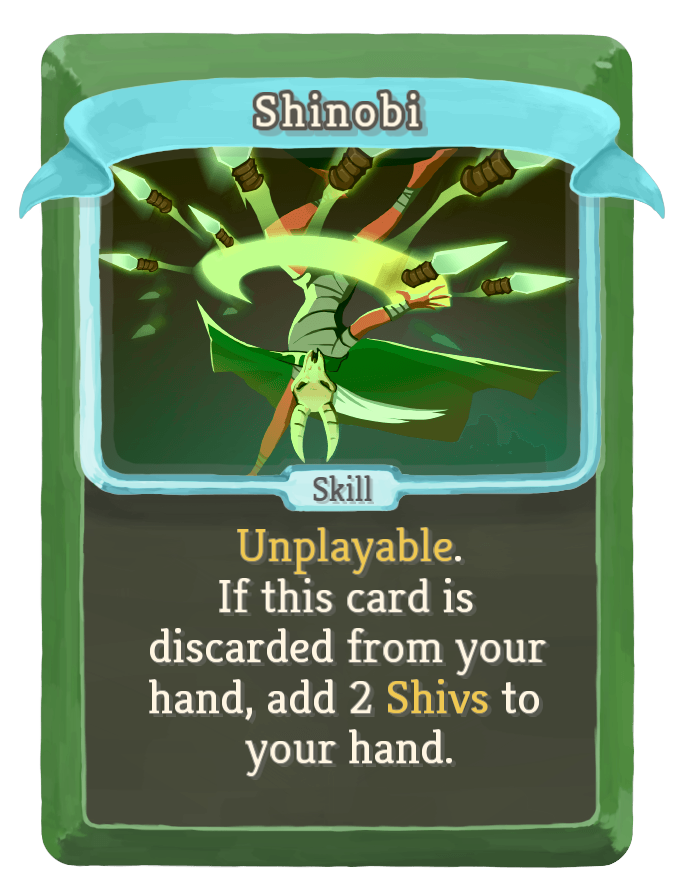 Shinobi
Skill
Unplayable.
If this card is
discarded from your
hand, add 2 Shivs to
your hand.